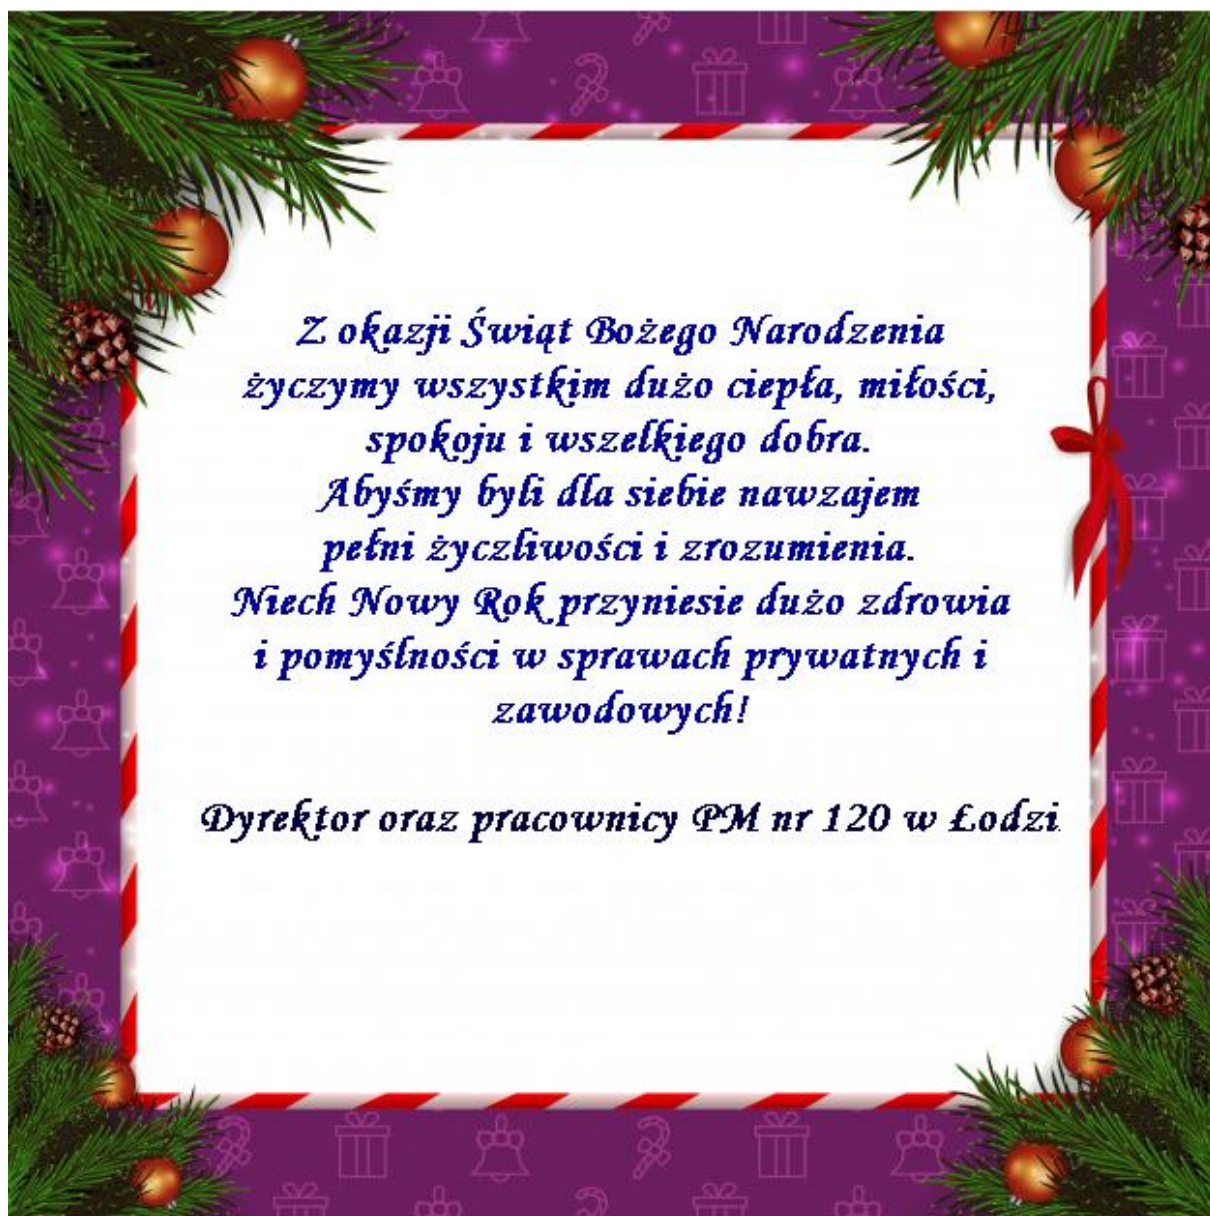 Z okazji Świąt Bożego Narodzenia
życzymy wszystkim dużo ciepła, miłości,
spokoju i wszelkiego dobra.
Abyśmy byli dla siebie nawzajem
pełni życzliwości i zrozumienia.
Niech Nowy Rok przyniesie dużo zdrowia
i pomyślności w sprawach prywatnych i
zawodowych!
Dyrektor oraz pracownicy PM nr 120 w Łodzi.